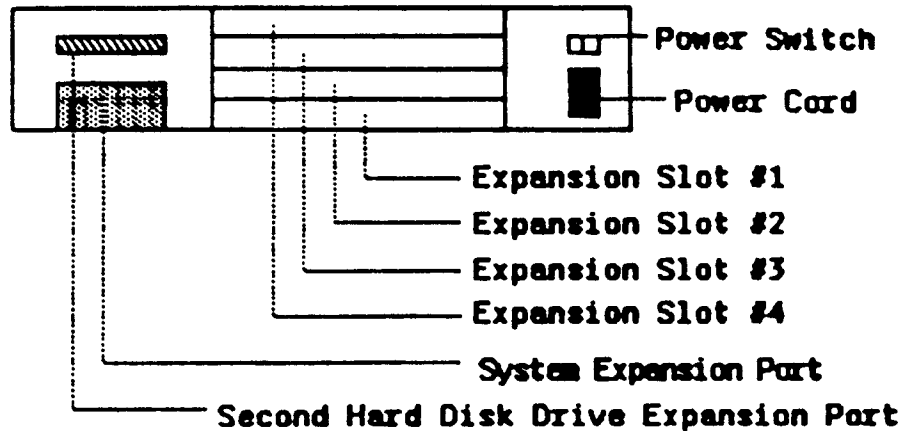 Power Switch
Power Cord
Expansion Slot #1
Expansion Slot #2
Expansion Slot #3
Expansion Slot #4
System Expansion Port
Second Hard Disk Drive Expansion Port